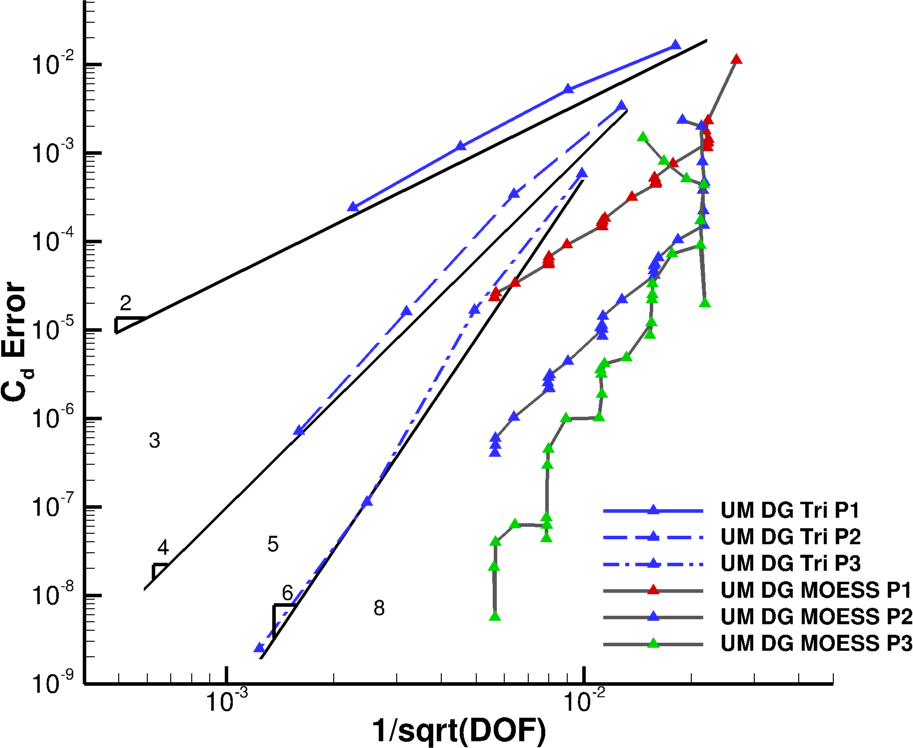 10⁻²
10⁻³
10⁻⁴
10⁻⁵
10⁻⁶
10⁻⁷
10⁻⁸
10⁻⁹
C_d Error
2
3
4
5
6
8
UM DG Tri P1
UM DG Tri P2
UM DG Tri P3
UM DG MOESS P1
UM DG MOESS P2
UM DG MOESS P3
10⁻³ 10⁻²
1/sqrt(DOF)